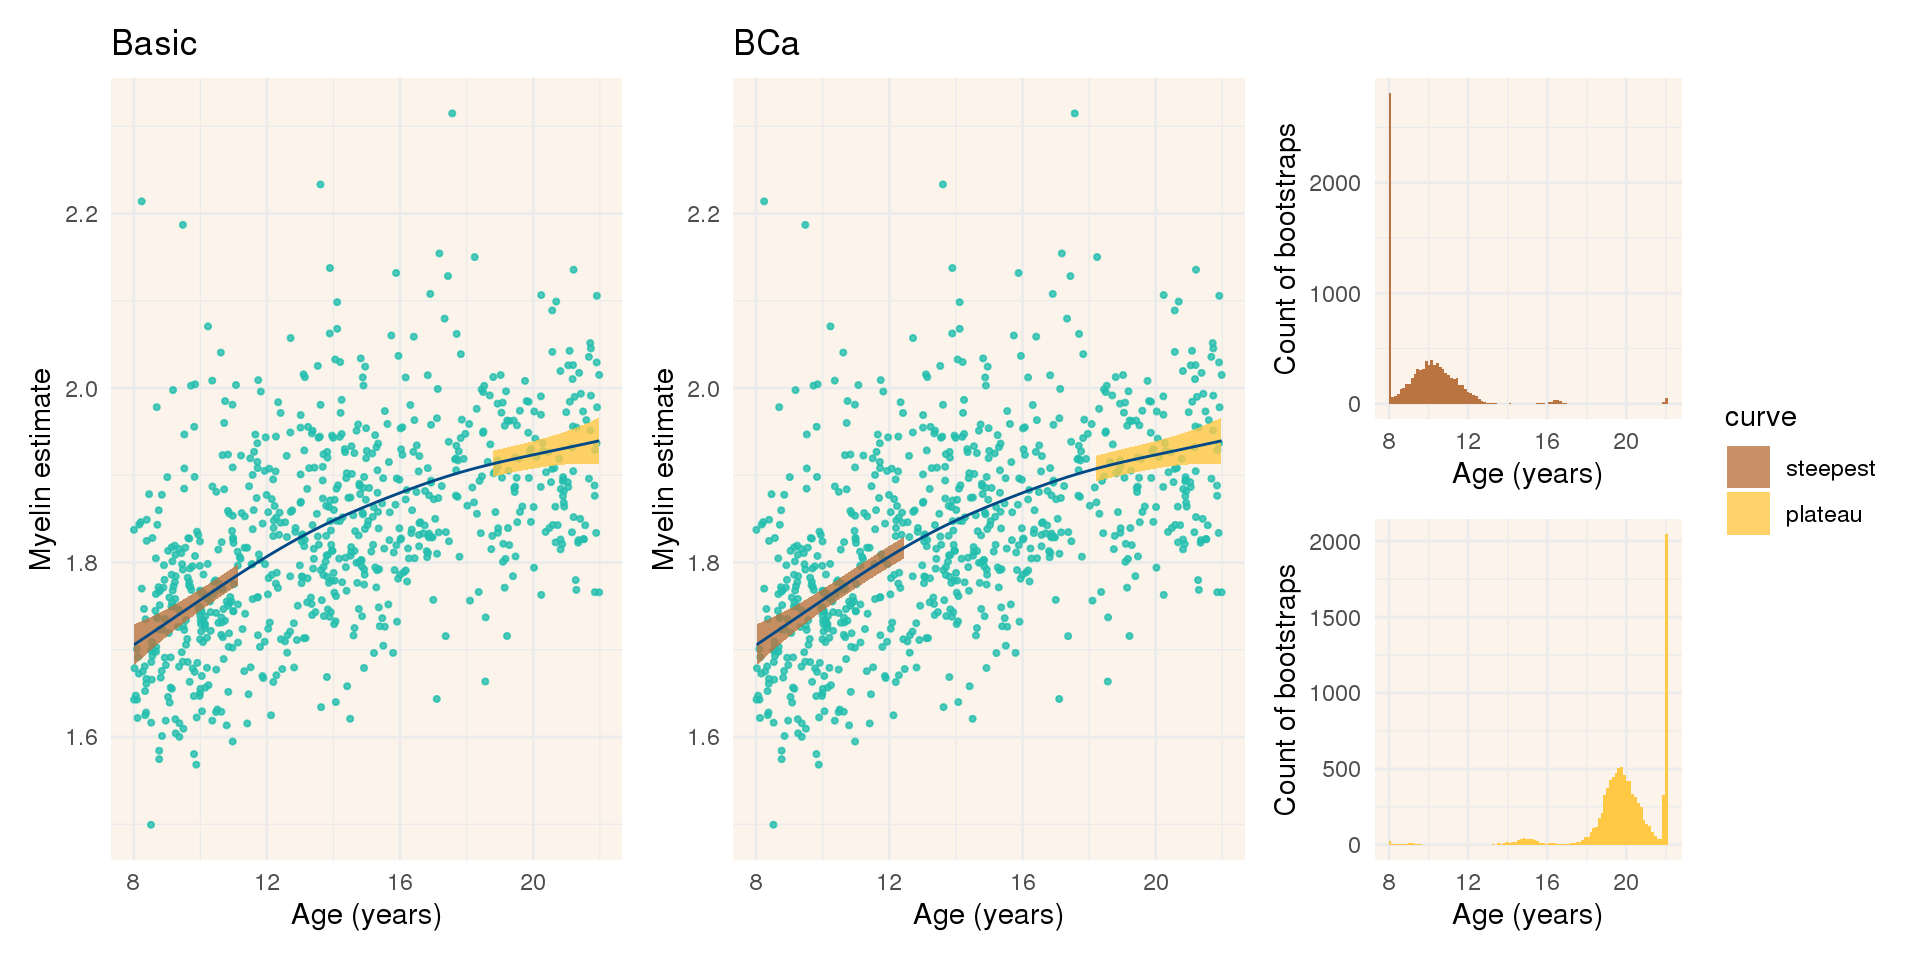 Basic
Myelin estimate
2.2
2.0
1.8
1.6
8 12 16 20
Age (years)
BCa
Myelin estimate
2.2
2.0
1.8
1.6
8 12 16 20
Age (years)
Count of bootstraps
2000
1000
0
8 12 16 20
Age (years)
Count of bootstraps
2000
1500
1000
500
0
8 12 16 20
Age (years)
curve
steepest
plateau